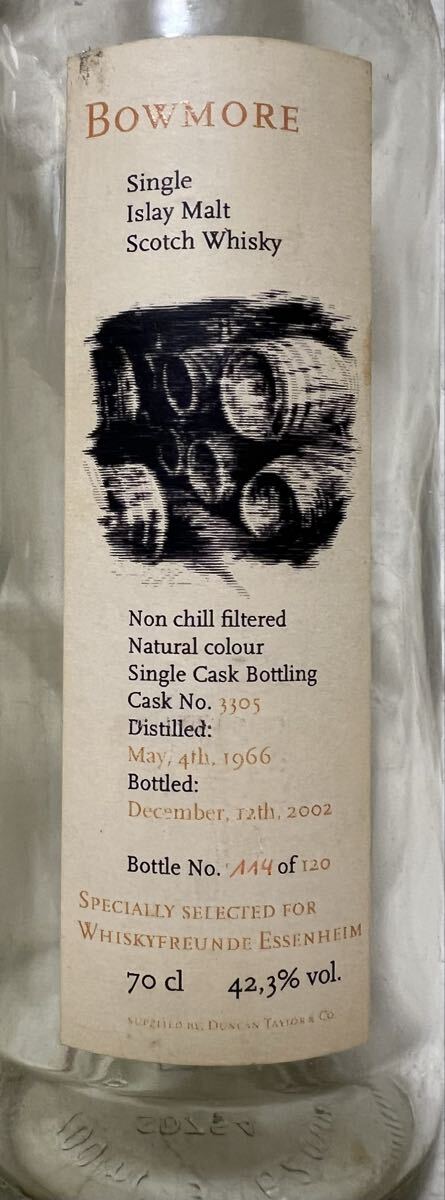 BOWMORE
Single
Islay Malt
Scotch Whisky
Non chill filtered
Natural colour
Single Cask Bottling
Cask No. 3305
Distilled:
May, 4th, 1966
Bottled:
December, 12th, 2002
Bottle No. 114 of 120
SPECIALLY SELECTED FOR
WHISKYFREUNDE ESSENHEIM
70 cl 42,3% vol.
SUPPLIED BY, DUNCAN TAYLOR & CO